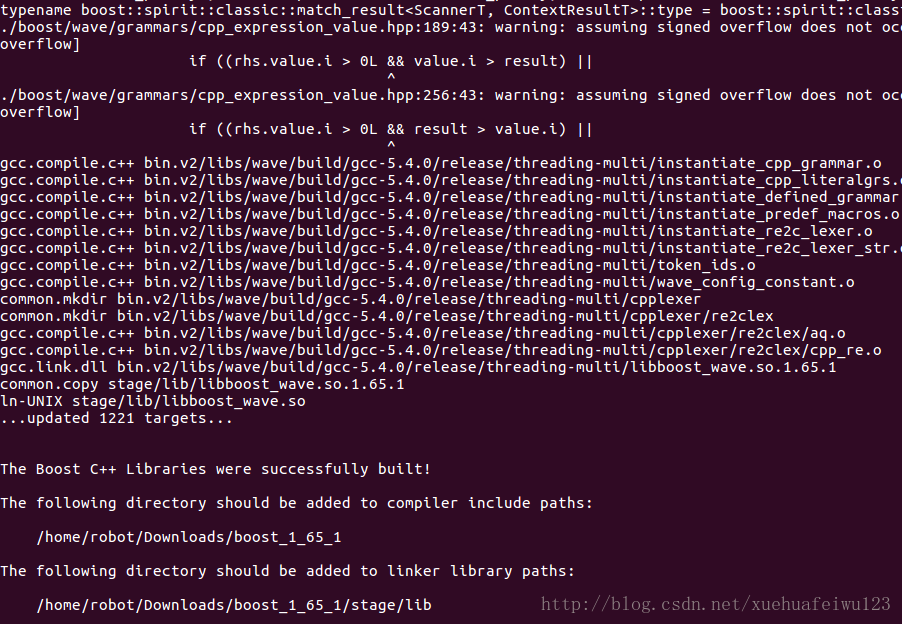 typename boost::spirit::classic::match_result<ScannerT, ContextResultT>::type = boost::spirit::class
./boost/wave/grammars/cpp_expression_value.hpp:189:43: warning: assuming signed overflow does not occ
overflow]
if ((rhs.value.i > 0L && value.i > result) ||
^
./boost/wave/grammars/cpp_expression_value.hpp:256:43: warning: assuming signed overflow does not occ
overflow]
if ((rhs.value.i > 0L && result > value.i) ||
^
gcc.compile.c++ bin.v2/libs/wave/build/gcc-5.4.0/release/threading-multi/instantiate_cpp_grammar.o
gcc.compile.c++ bin.v2/libs/wave/build/gcc-5.4.0/release/threading-multi/instantiate_cpp_literalgrs.o
gcc.compile.c++ bin.v2/libs/wave/build/gcc-5.4.0/release/threading-multi/instantiate_defined_grammar
gcc.compile.c++ bin.v2/libs/wave/build/gcc-5.4.0/release/threading-multi/instantiate_predef_macros.o
gcc.compile.c++ bin.v2/libs/wave/build/gcc-5.4.0/release/threading-multi/instantiate_re2c_lexer.o
gcc.compile.c++ bin.v2/libs/wave/build/gcc-5.4.0/release/threading-multi/instantiate_re2c_lexer_str.o
gcc.compile.c++ bin.v2/libs/wave/build/gcc-5.4.0/release/threading-multi/token_ids.o
gcc.compile.c++ bin.v2/libs/wave/build/gcc-5.4.0/release/threading-multi/wave_config_constant.o
common.mkdir bin.v2/libs/wave/build/gcc-5.4.0/release/threading-multi/cpplexer
common.mkdir bin.v2/libs/wave/build/gcc-5.4.0/release/threading-multi/cpplexer/re2clex
gcc.compile.c++ bin.v2/libs/wave/build/gcc-5.4.0/release/threading-multi/cpplexer/re2clex/aq.o
gcc.compile.c++ bin.v2/libs/wave/build/gcc-5.4.0/release/threading-multi/cpplexer/re2clex/cpp_re.o
gcc.link.dll bin.v2/libs/wave/build/gcc-5.4.0/release/threading-multi/libboost_wave.so.1.65.1
common.copy stage/lib/libboost_wave.so.1.65.1
ln-UNIX stage/lib/libboost_wave.so
...updated 1221 targets...
The Boost C++ Libraries were successfully built!
The following directory should be added to compiler include paths:
/home/robot/Downloads/boost_1_65_1
The following directory should be added to linker library paths:
/home/robot/Downloads/boost_1_65_1/stage/lib
http://blog.csdn.net/xuehuafeiwu123